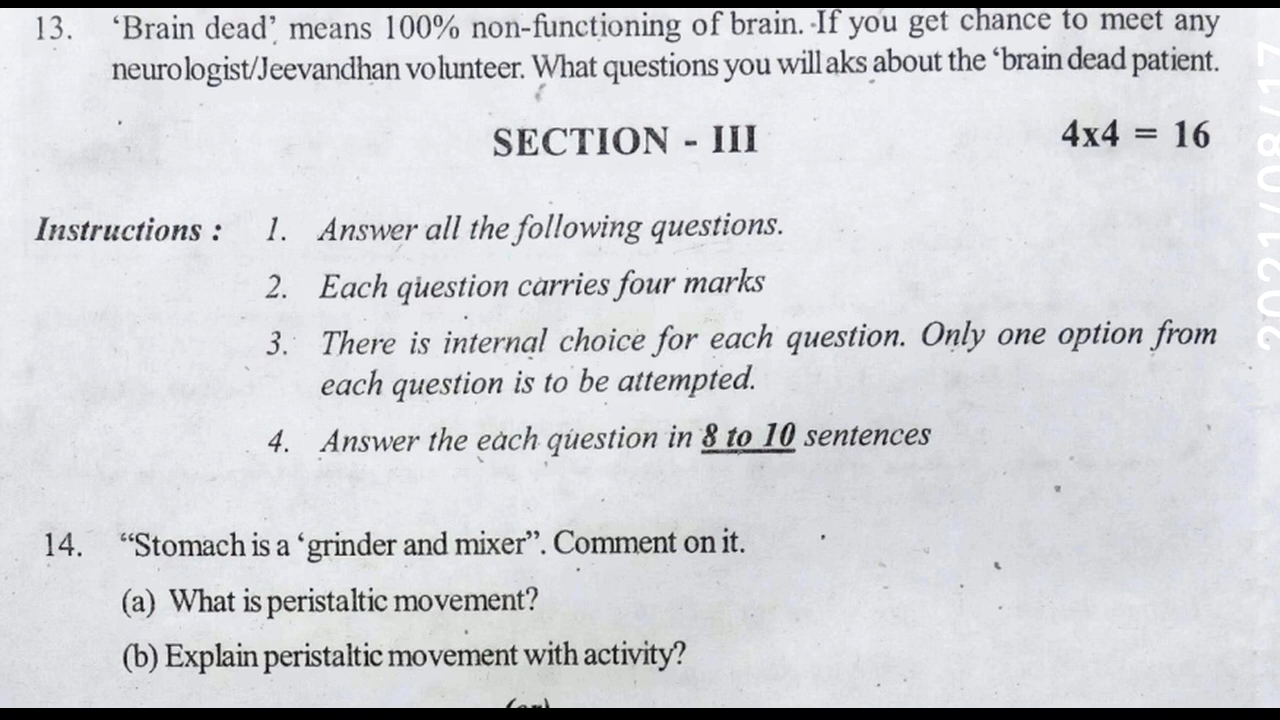 13. ‘Brain dead’ means 100% non-functioning of brain. If you get chance to meet any
neurologist/Jeevandhan volunteer. What questions you will aks about the ‘brain dead patient.
SECTION - III 4x4 = 16
Instructions : 1. Answer all the following questions.
2. Each question carries four marks
3. There is internal choice for each question. Only one option from
each question is to be attempted.
4. Answer the each question in 8 to 10 sentences
14. “Stomach is a ‘grinder and mixer”. Comment on it.
(a) What is peristaltic movement?
(b) Explain peristaltic movement with activity?
2021/08/17